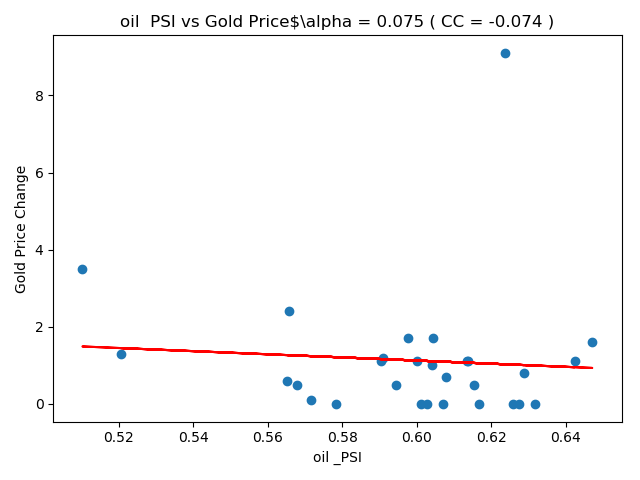 oil  PSI vs Gold Price$\alpha = 0.075 ( CC = -0.074 )
8
6
4
2
0
Gold Price Change
0.52 0.54 0.56 0.58 0.60 0.62 0.64
oil _PSI